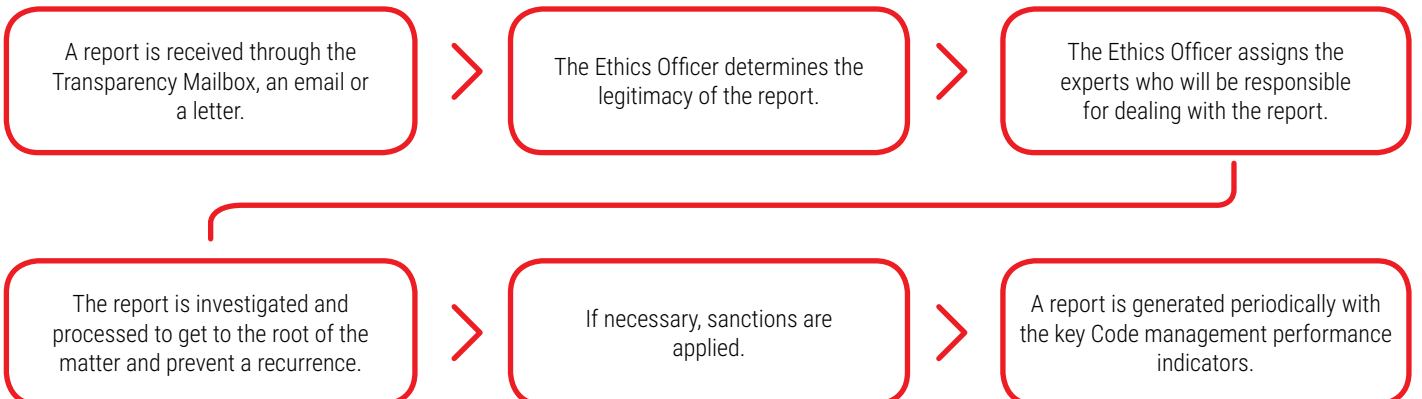 A report is received through the
Transparency Mailbox, an email or
a letter.
The Ethics Officer determines the
legitimacy of the report.
The Ethics Officer assigns the
experts who will be responsible
for dealing with the report.
The report is investigated and
processed to get to the root of the
matter and prevent a recurrence.
If necessary, sanctions are
applied.
A report is generated periodically with
the key Code management performance
indicators.